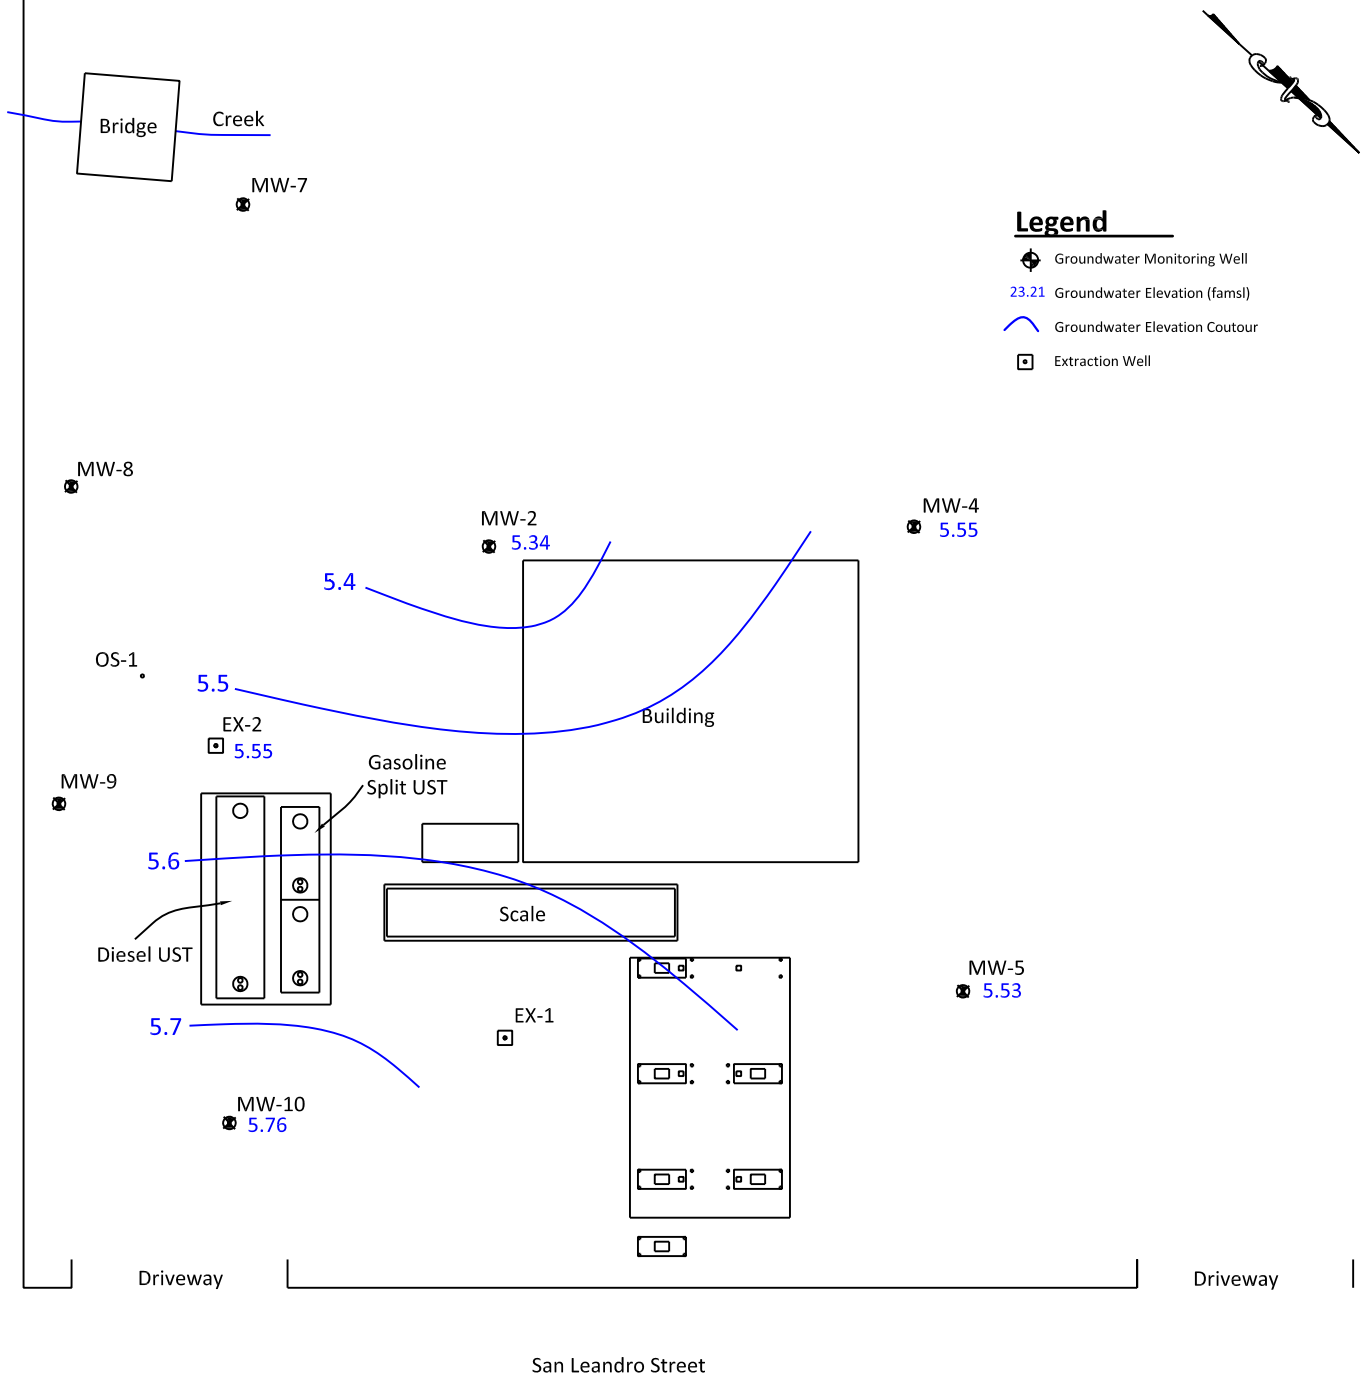 Bridge
Creek
MW-7
Legend
Groundwater Monitoring Well
23.21 Groundwater Elevation (famsl)
Groundwater Elevation Coutour
Extraction Well
MW-8
MW-2
5.34
MW-4
5.55
5.4
OS-1
5.5
Building
EX-2
5.55
Gasoline
Split UST
MW-9
5.6
Scale
Diesel UST
MW-5
5.53
5.7
EX-1
MW-10
5.76
Driveway
Driveway
San Leandro Street